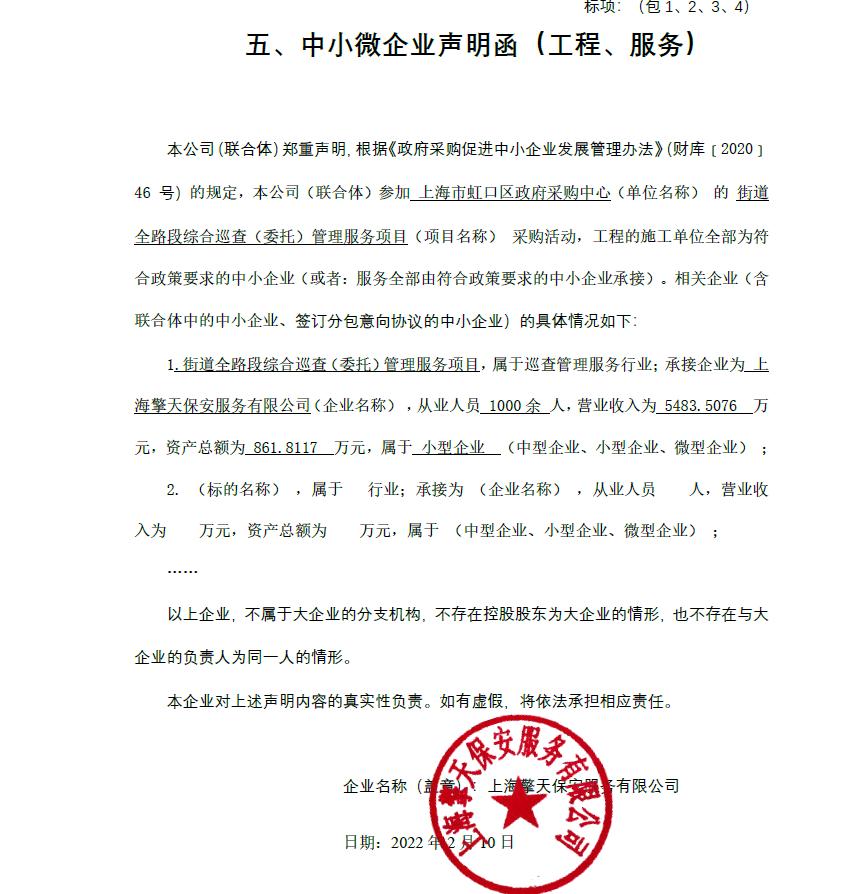 标项：（包 1、2、3、4）
五、中小微企业声明函（工程、服务）
本公司（联合体）郑重声明，根据《政府采购促进中小企业发展管理办法》（财库﹝2020﹞
46 号）的规定，本公司（联合体）参加 上海市虹口区政府采购中心（单位名称） 的 街道
全路段综合巡查（委托）管理服务项目（项目名称） 采购活动，工程的施工单位全部为符
合政策要求的中小企业（或者：服务全部由符合政策要求的中小企业承接）。相关企业（含
联合体中的中小企业、签订分包意向协议的中小企业）的具体情况如下：
1.街道全路段综合巡查（委托）管理服务项目，属于巡查管理服务行业；承接企业为 上
海擎天保安服务有限公司（企业名称），从业人员 1000 余 人，营业收入为 5483.5076 万
元，资产总额为 861.8117 万元，属于 小型企业 （中型企业、小型企业、微型企业） ；
2. （标的名称） ，属于 行业；承接为 （企业名称） ，从业人员 人，营业收
入为 万元，资产总额为 万元，属于 （中型企业、小型企业、微型企业） ；
……
以上企业，不属于大企业的分支机构，不存在控股股东为大企业的情形，也不存在与大
企业的负责人为同一人的情形。
本企业对上述声明内容的真实性负责。如有虚假，将依法承担相应责任。
企业名称（盖章）：上海擎天保安服务有限公司
日期：2022 年 2 月 10 日
上海擎天保安服务有限公司